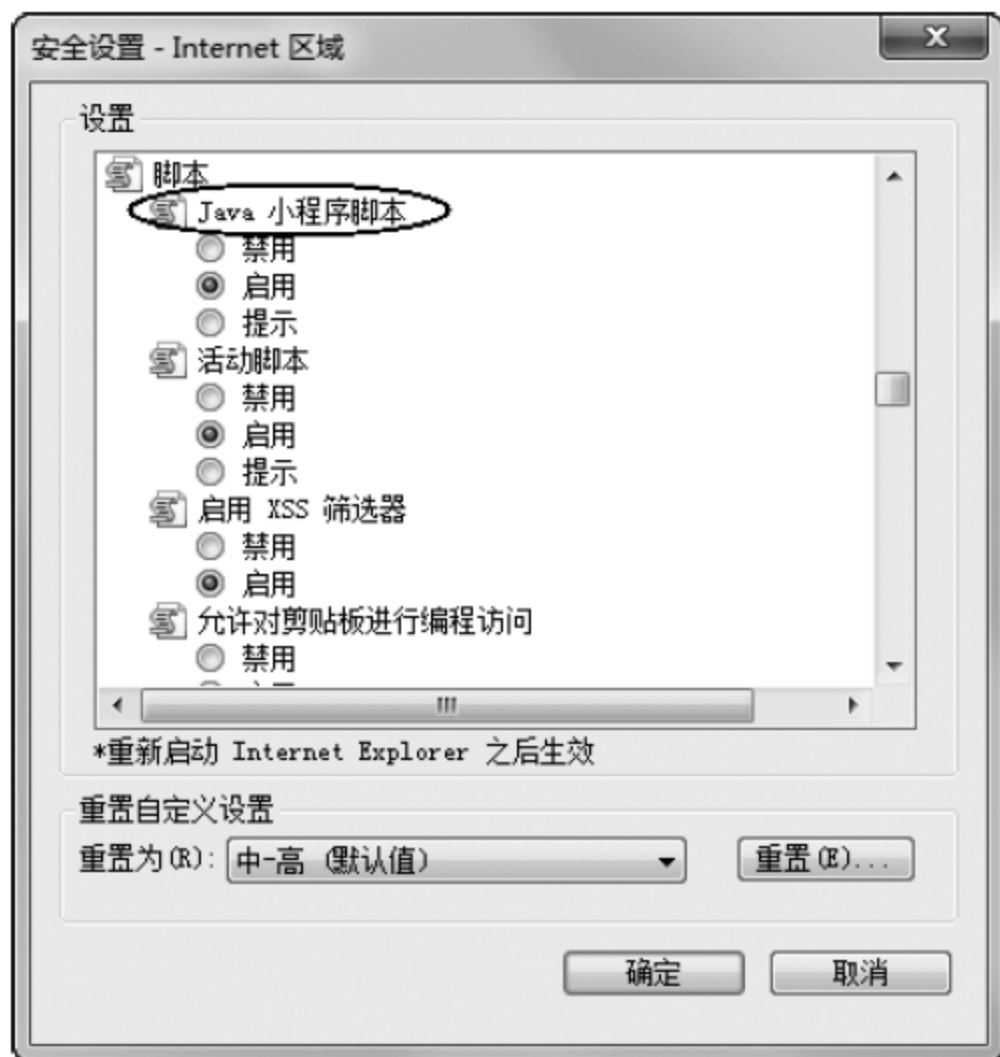 安全设置 - Internet 区域
设置
脚本
Java 小程序脚本
禁用
启用
提示
活动脚本
禁用
启用
提示
启用 XSS 筛选器
禁用
启用
允许对剪贴板进行编程访问
禁用
*重新启动 Internet Explorer 之后生效
重置自定义设置
重置为(R): 中-高 (默认值) 重置(E)...
确定 取消